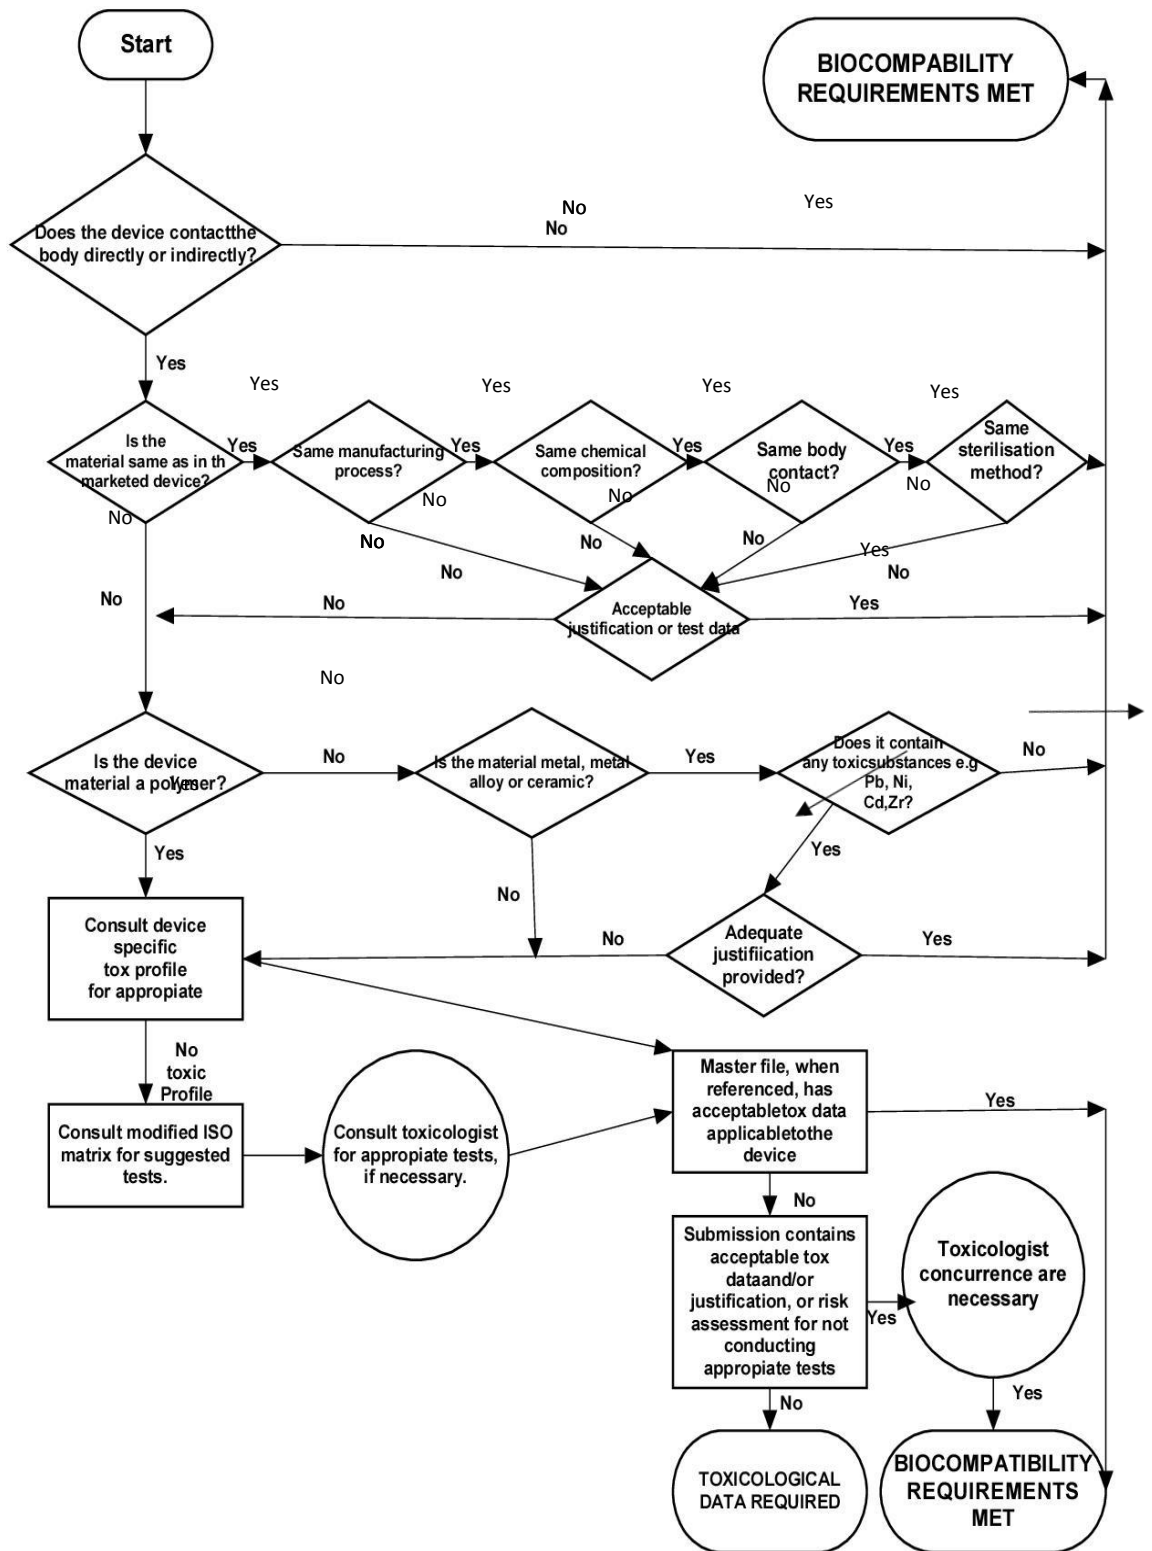 Start
BIOCOMPABILITY
REQUIREMENTS MET
Yes
No
No
Does the device contactthe
body directly or indirectly?
Yes
Yes
Yes
Yes
Yes
Is the
material same as in th
marketed device?
Yes
Same manufacturing
process?
Yes
Same chemical
composition?
Yes
Same body
contact?
Yes
Same
sterilisation
method?
No
No
No
No
No
No
No
No
Yes
No
No
No
No
Acceptable
justification or test data
Yes
No
Is the device
material a polymer?
Yes
No
Is the material metal, metal
alloy or ceramic?
Yes
Does it contain
any toxicsubstances e.g
Pb, Ni,
Cd,Zr?
No
Yes
Yes
No
Consult device
specific
tox profile
for appropiate
No
Adequate
justifiication
provided?
Yes
No
toxic
Profile
Consult modified ISO
matrix for suggested
tests.
Consult toxicologist
for appropiate tests,
if necessary.
Master file, when
referenced, has
acceptabletox data
applicabletothe
device
Yes
No
Submission contains
acceptable tox
dataand/or
justification, or risk
assessment for not
conducting
appropiate tests
Yes
Toxicologist
concurrence are
necessary
No
Yes
TOXICOLOGICAL
DATA REQUIRED
BIOCOMPATIBILITY
REQUIREMENTS
MET